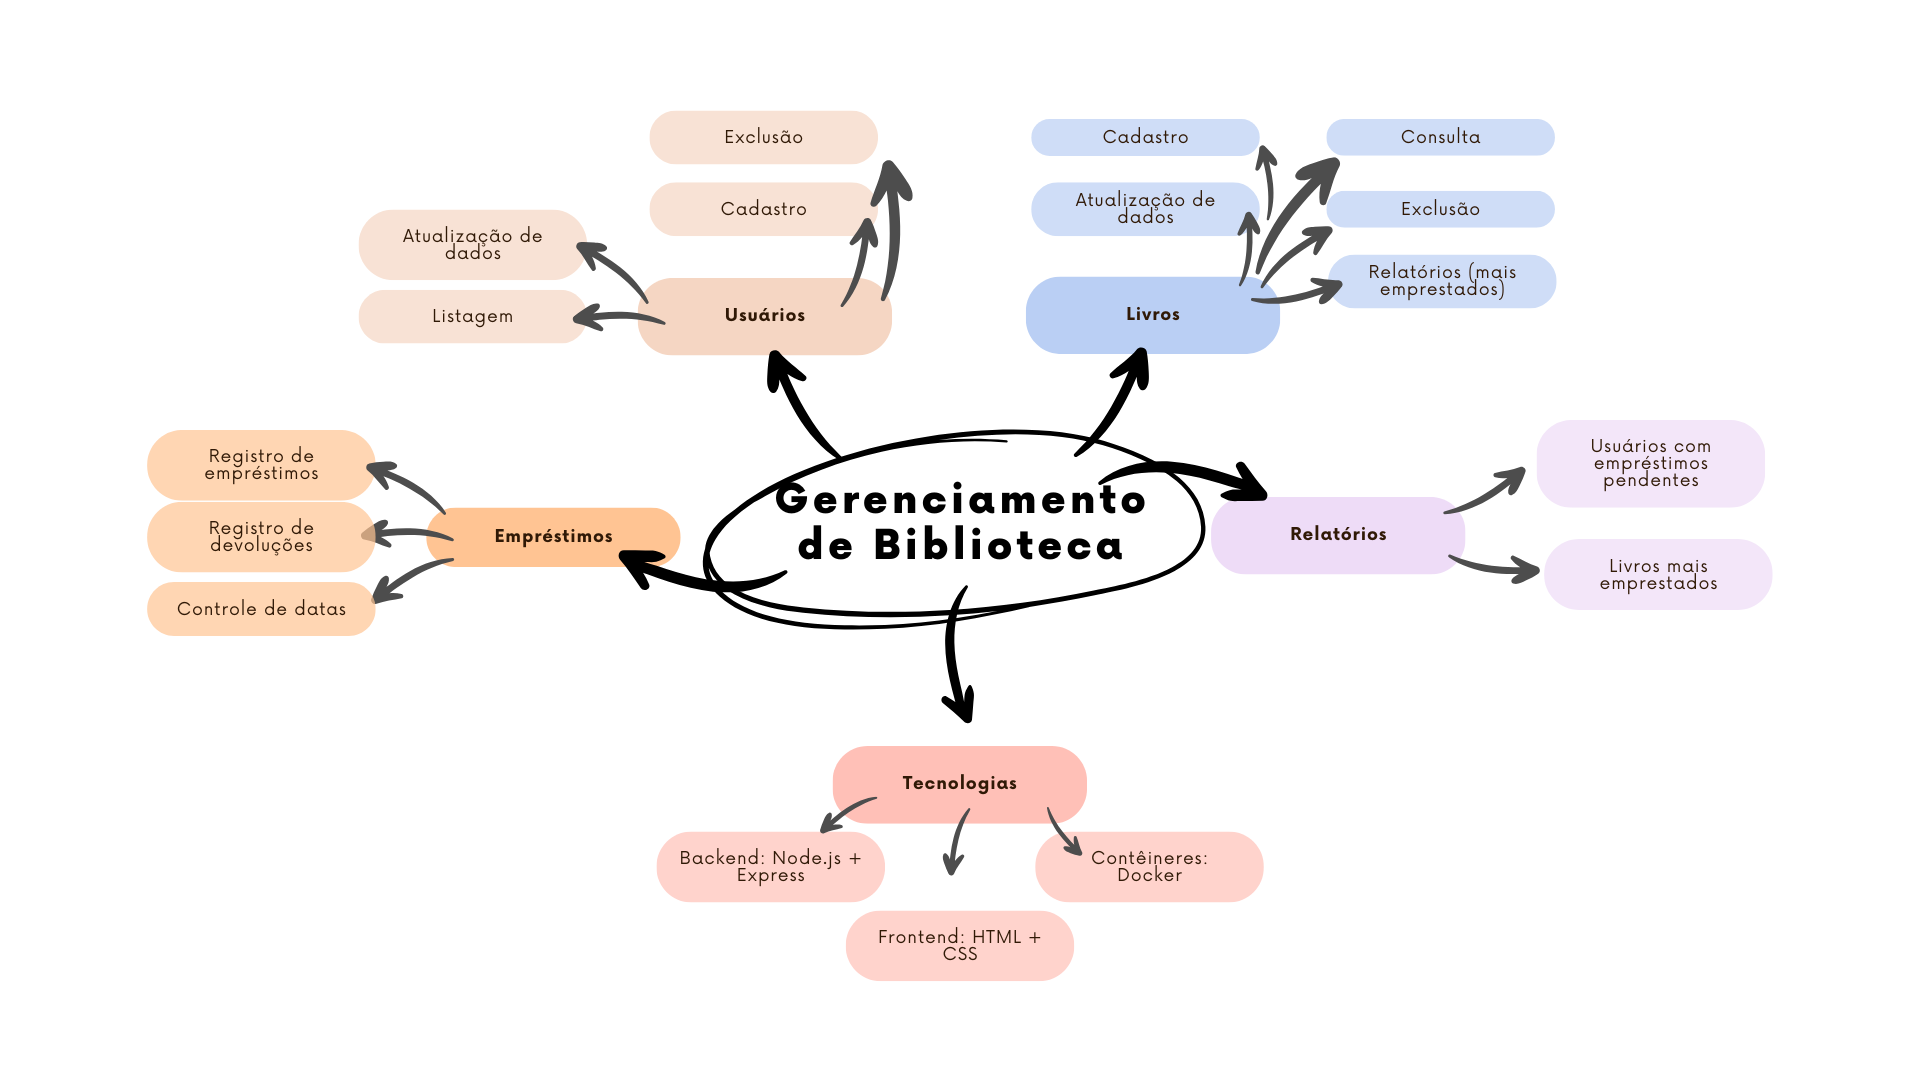 Exclusão
Cadastro
Atualização de
dados
Listagem
Usuários
Cadastro
Atualização de
dados
Consulta
Exclusão
Relatórios (mais
emprestados)
Livros
Registro de
empréstimos
Registro de
devoluções
Controle de datas
Empréstimos
Gerenciamento
de Biblioteca
Relatórios
Usuários com
empréstimos
pendentes
Livros mais
emprestados
Tecnologias
Backend: Node.js +
Express
Contêineres:
Docker
Frontend: HTML +
CSS